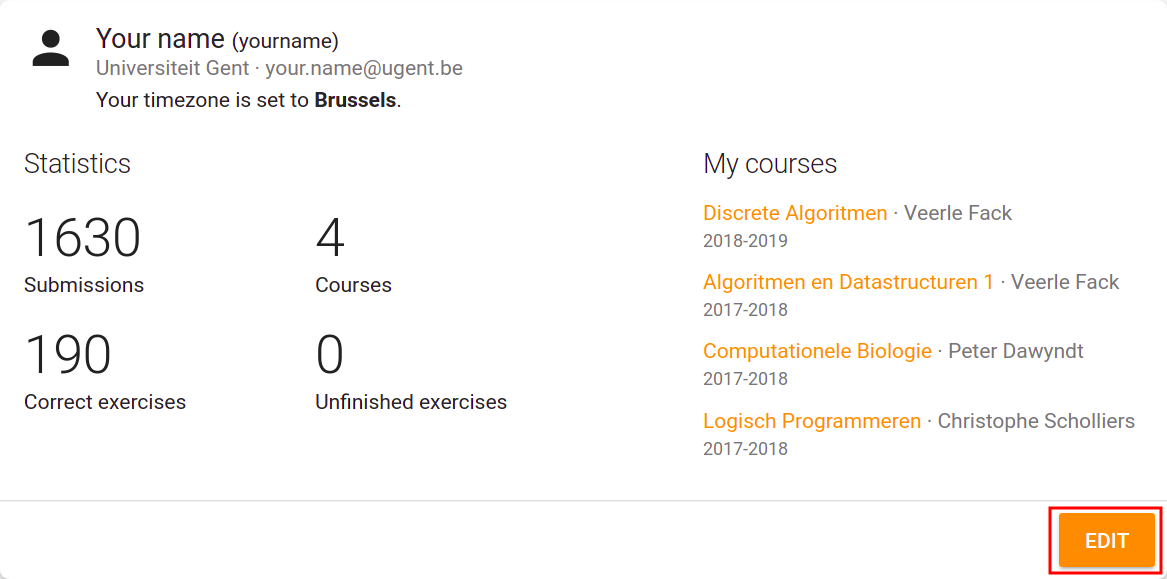 Your name (yourname)
Universiteit Gent · your.name@ugent.be
Your timezone is set to Brussels.
Statistics
1630
Submissions
4
Courses
190
Correct exercises
0
Unfinished exercises
My courses
Discrete Algoritmen · Veerle Fack
2018-2019
Algoritmen en Datastructuren 1 · Veerle Fack
2017-2018
Computationele Biologie · Peter Dawyndt
2017-2018
Logisch Programmeren · Christophe Scholliers
2017-2018
EDIT